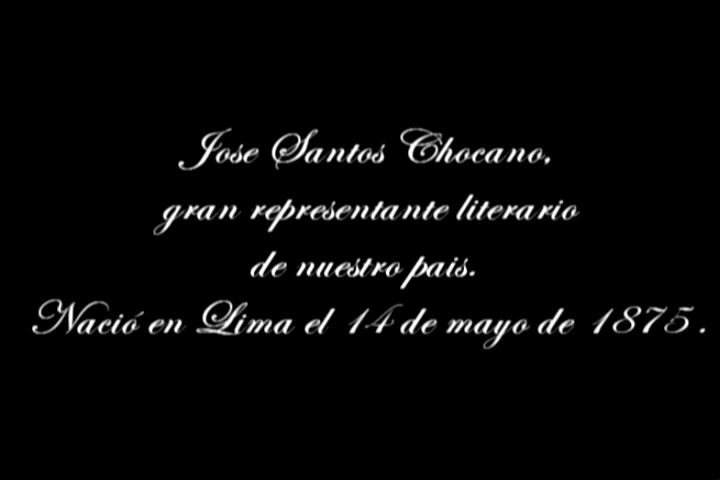 Jose Santos Chocano,
gran representante literario
de nuestro pais.
Nació en Lima el 14 de mayo de 1875.